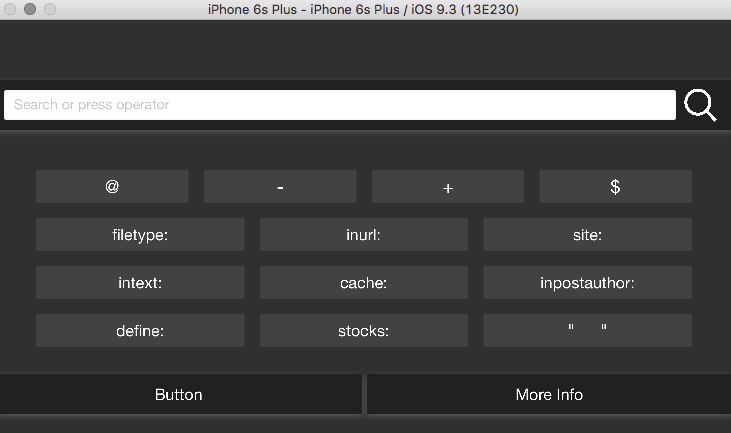 iPhone 6s Plus - iPhone 6s Plus / iOS 9.3 (13E230)
Search or press operator
@ - + $
filetype: inurl: site:
intext: cache: inpostauthor:
define: stocks: " "
Button More Info